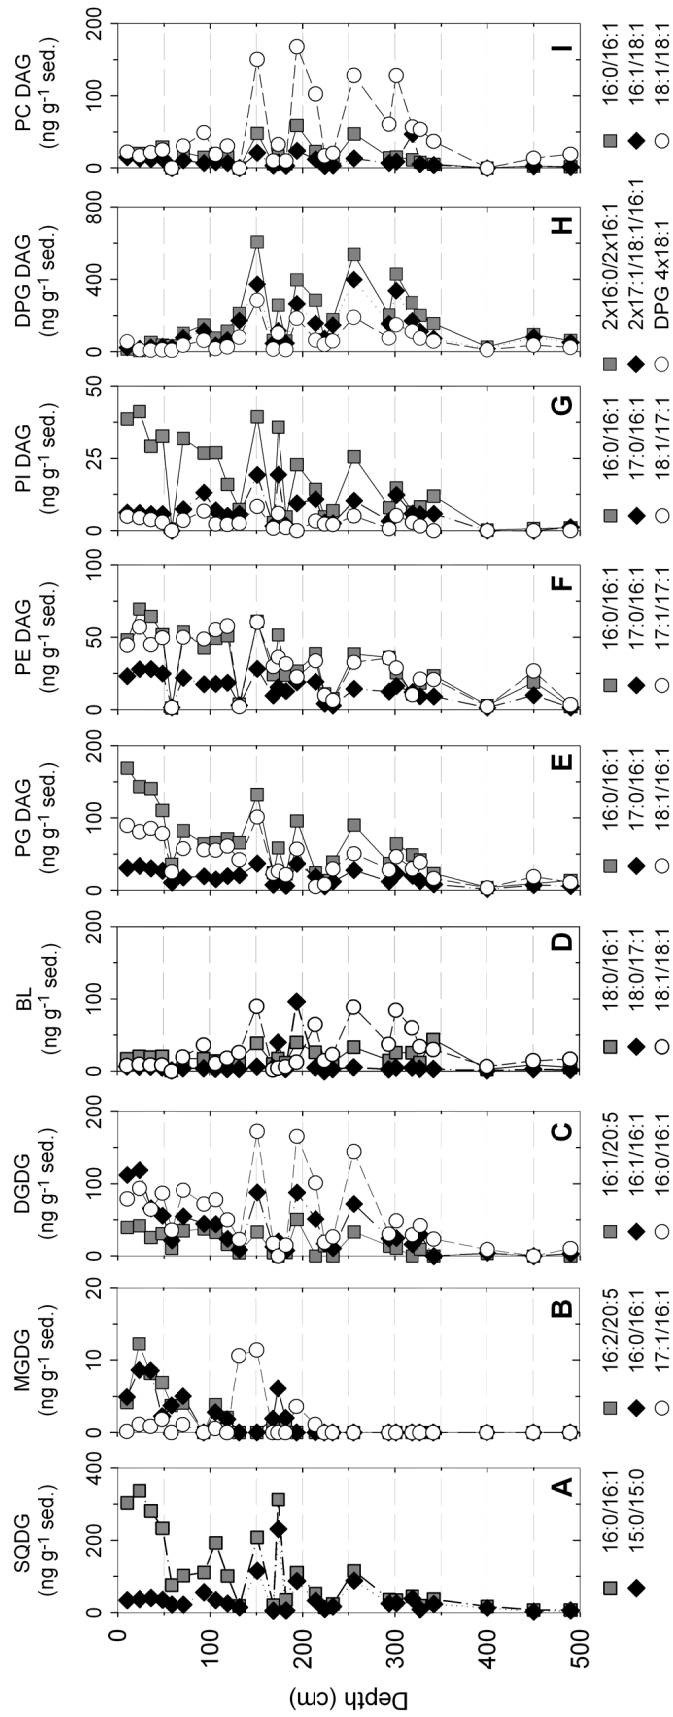 SQDG
(ng g⁻¹ sed.)
0
200
400
A
16:0/16:1
15:0/15:0
MGDG
(ng g⁻¹ sed.)
0
10
20
B
16:2/20:5
16:0/16:1
17:1/16:1
DGDG
(ng g⁻¹ sed.)
0
100
200
C
16:1/20:5
16:1/16:1
16:0/16:1
BL
(ng g⁻¹ sed.)
0
100
200
D
18:0/16:1
18:0/17:1
18:1/18:1
PG DAG
(ng g⁻¹ sed.)
0
100
200
E
16:0/16:1
17:0/16:1
18:1/16:1
PE DAG
(ng g⁻¹ sed.)
0
50
100
F
16:0/16:1
17:0/16:1
17:1/17:1
PI DAG
(ng g⁻¹ sed.)
0
25
50
G
16:0/16:1
17:0/16:1
18:1/17:1
DPG DAG
(ng g⁻¹ sed.)
0
400
800
H
2x16:0/2x16:1
2x17:1/18:1/16:1
DPG 4x18:1
PC DAG
(ng g⁻¹ sed.)
0
100
200
I
16:0/16:1
16:1/18:1
18:1/18:1
Depth (cm)
0
100
200
300
400
500